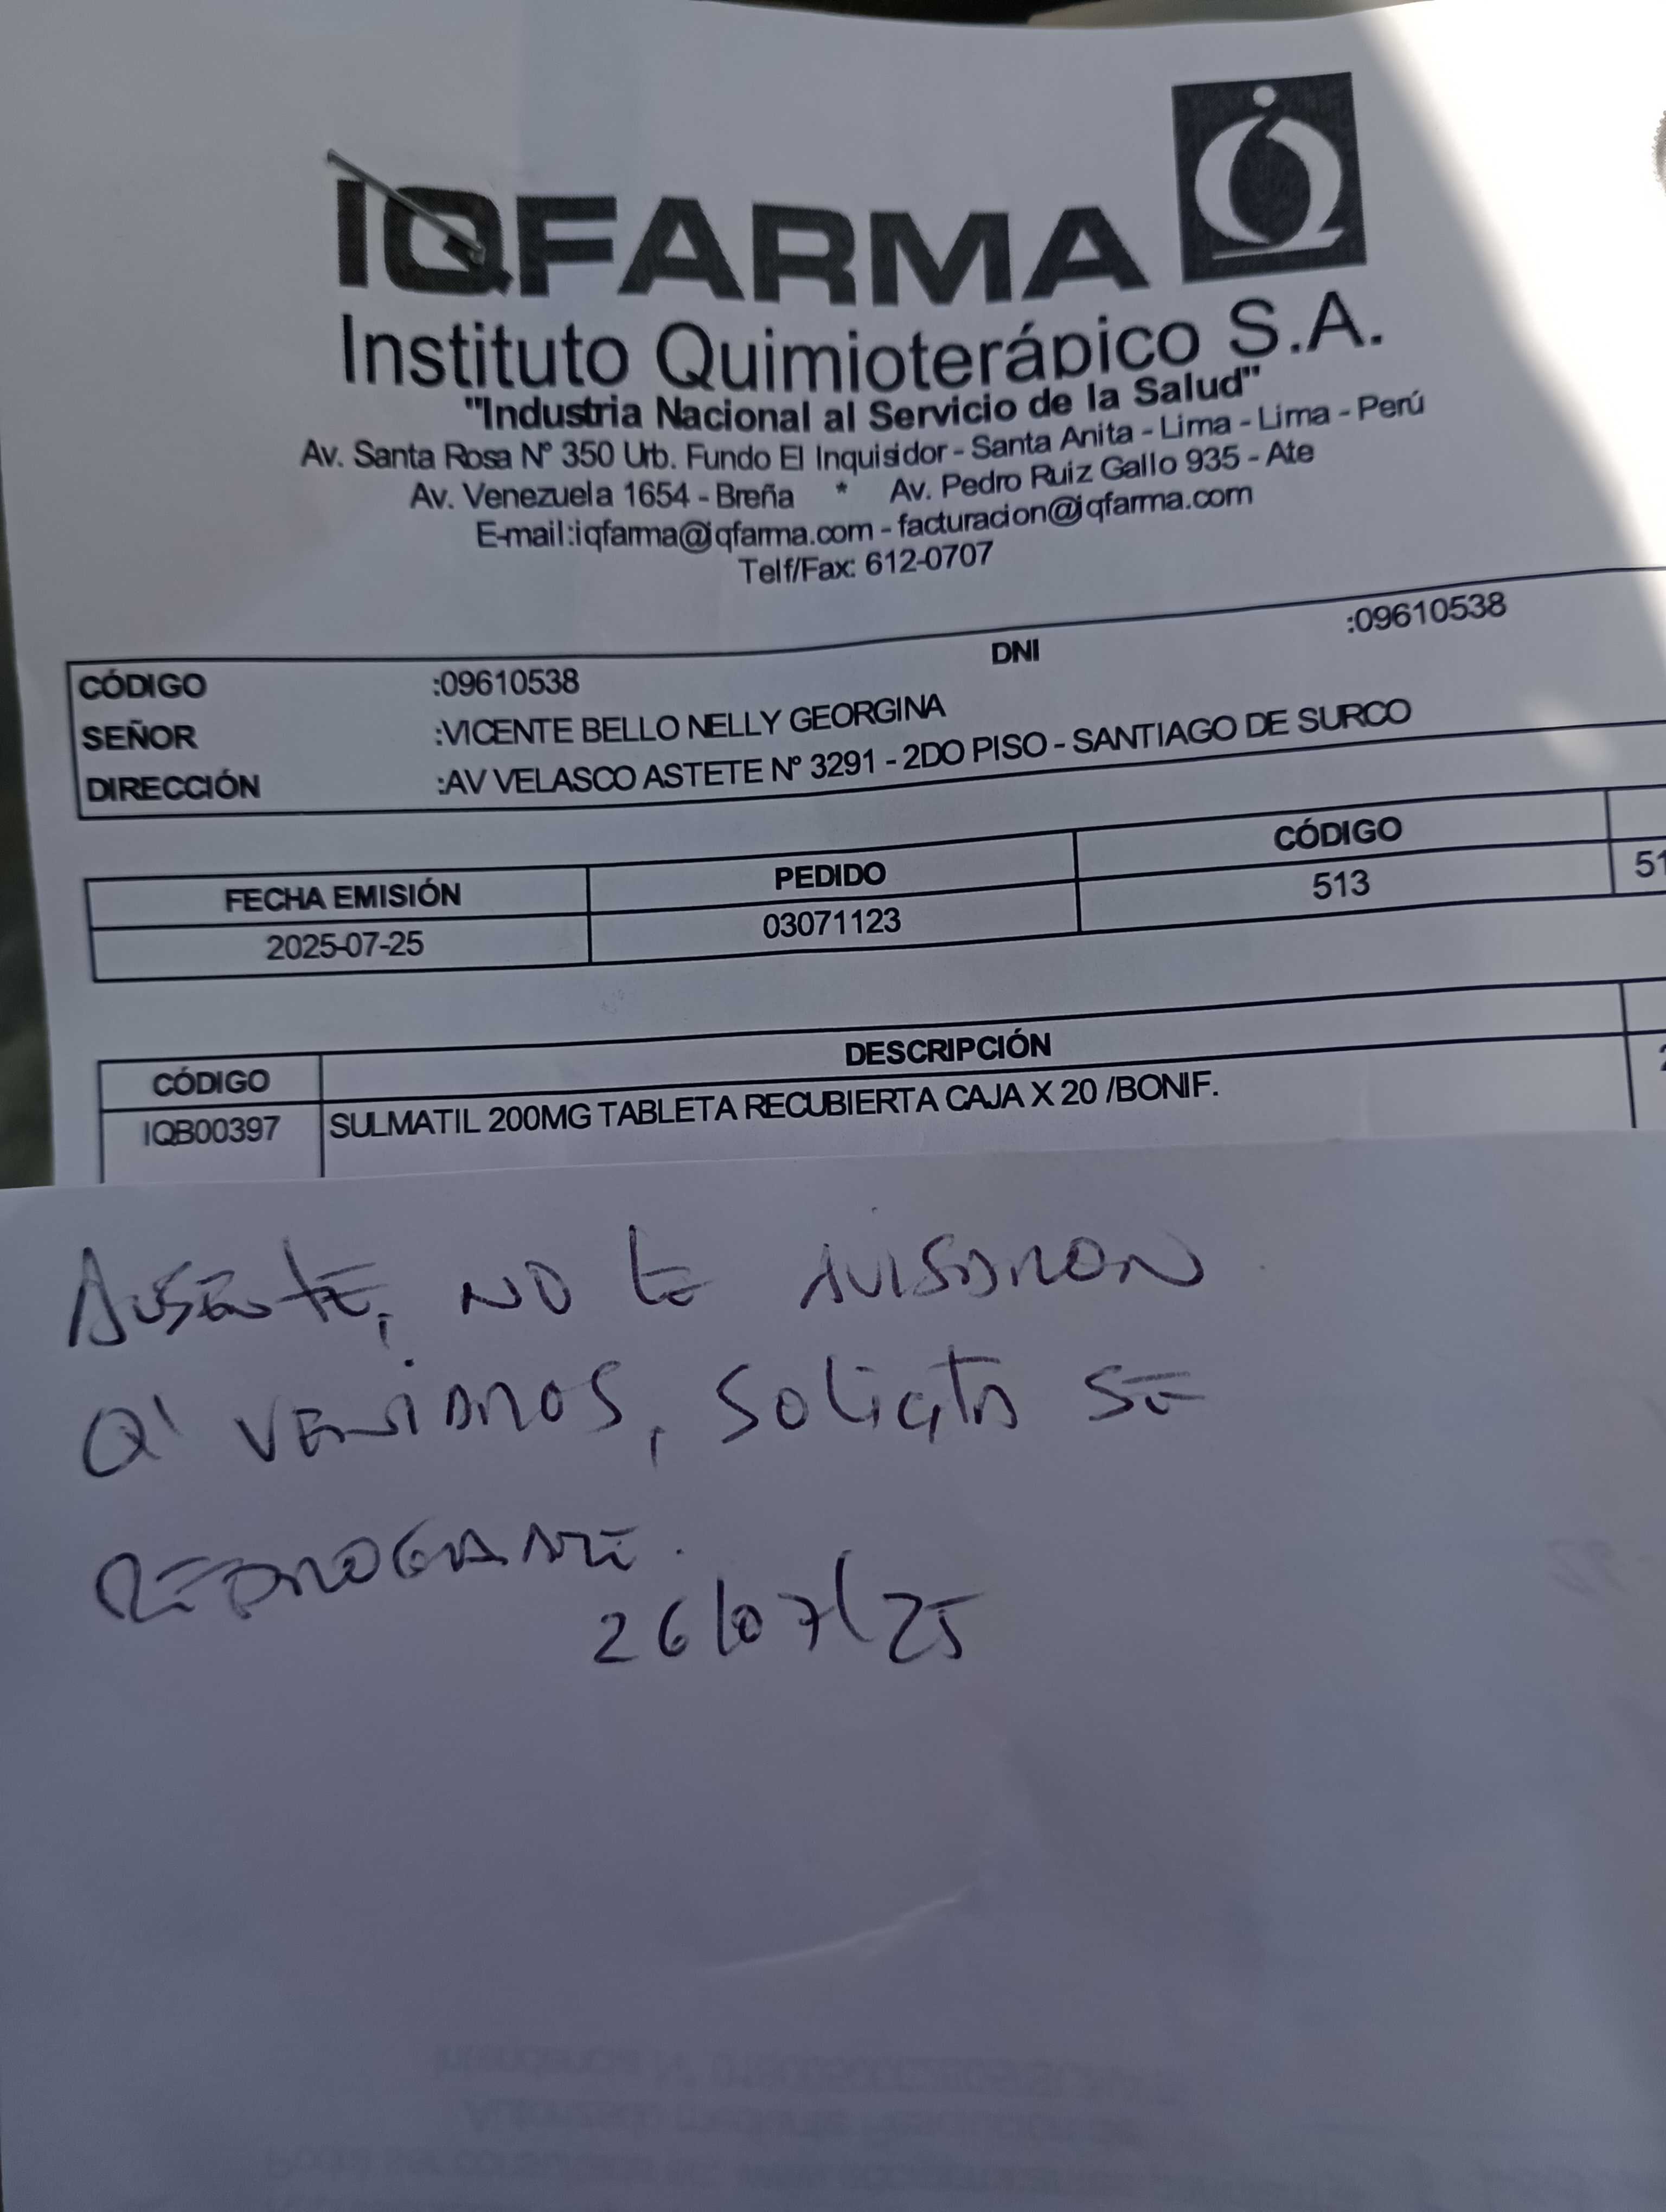 IQFARMA
Instituto Quimioterápico S.A.
"Industria Nacional al Servicio de la Salud"
Av. Santa Rosa Nº 350 Urb. Fundo El Inquisidor - Santa Anita - Lima - Lima - Perú
Av. Venezuela 1654 - Breña * Av. Pedro Ruiz Gallo 935 - Ate
E-mail:iqfarma@iqfarma.com - facturacion@iqfarma.com
Telf/Fax: 612-0707
CÓDIGO :09610538 DNI :09610538
SEÑOR :VICENTE BELLO NELLY GEORGINA
DIRECCIÓN :AV VELASCO ASTETE Nº 3291 - 2DO PISO - SANTIAGO DE SURCO
FECHA EMISIÓN PEDIDO CÓDIGO
2025-07-25 03071123 513 51
CÓDIGO DESCRIPCIÓN
IQB00397 SULMATIL 200MG TABLETA RECUBIERTA CAJA X 20 /BONIF.
AUSENTE, NO LE AVISARON
Q' VENIAMOS, SOLICITA SE
REPROGRAME.
26/07/25